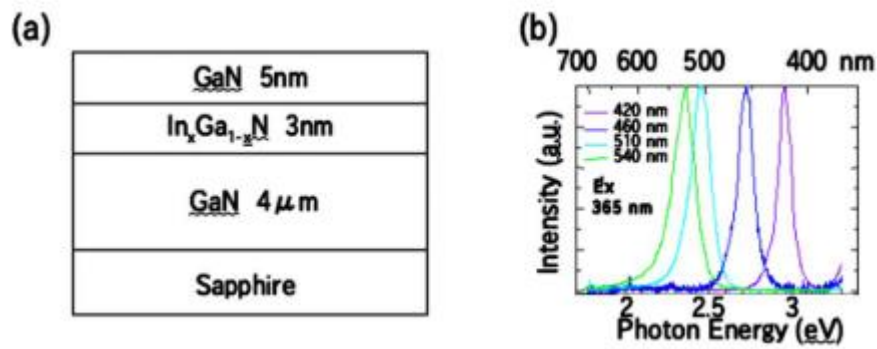 (a)
GaN 5nm
InxGa1-xN 3nm
GaN 4μm
Sapphire
(b)
700 600 500 400 nm
420 nm
460 nm
510 nm
540 nm
Ex
365 nm
Intensity (a.u.)
2 2.5 3
Photon Energy (eV)